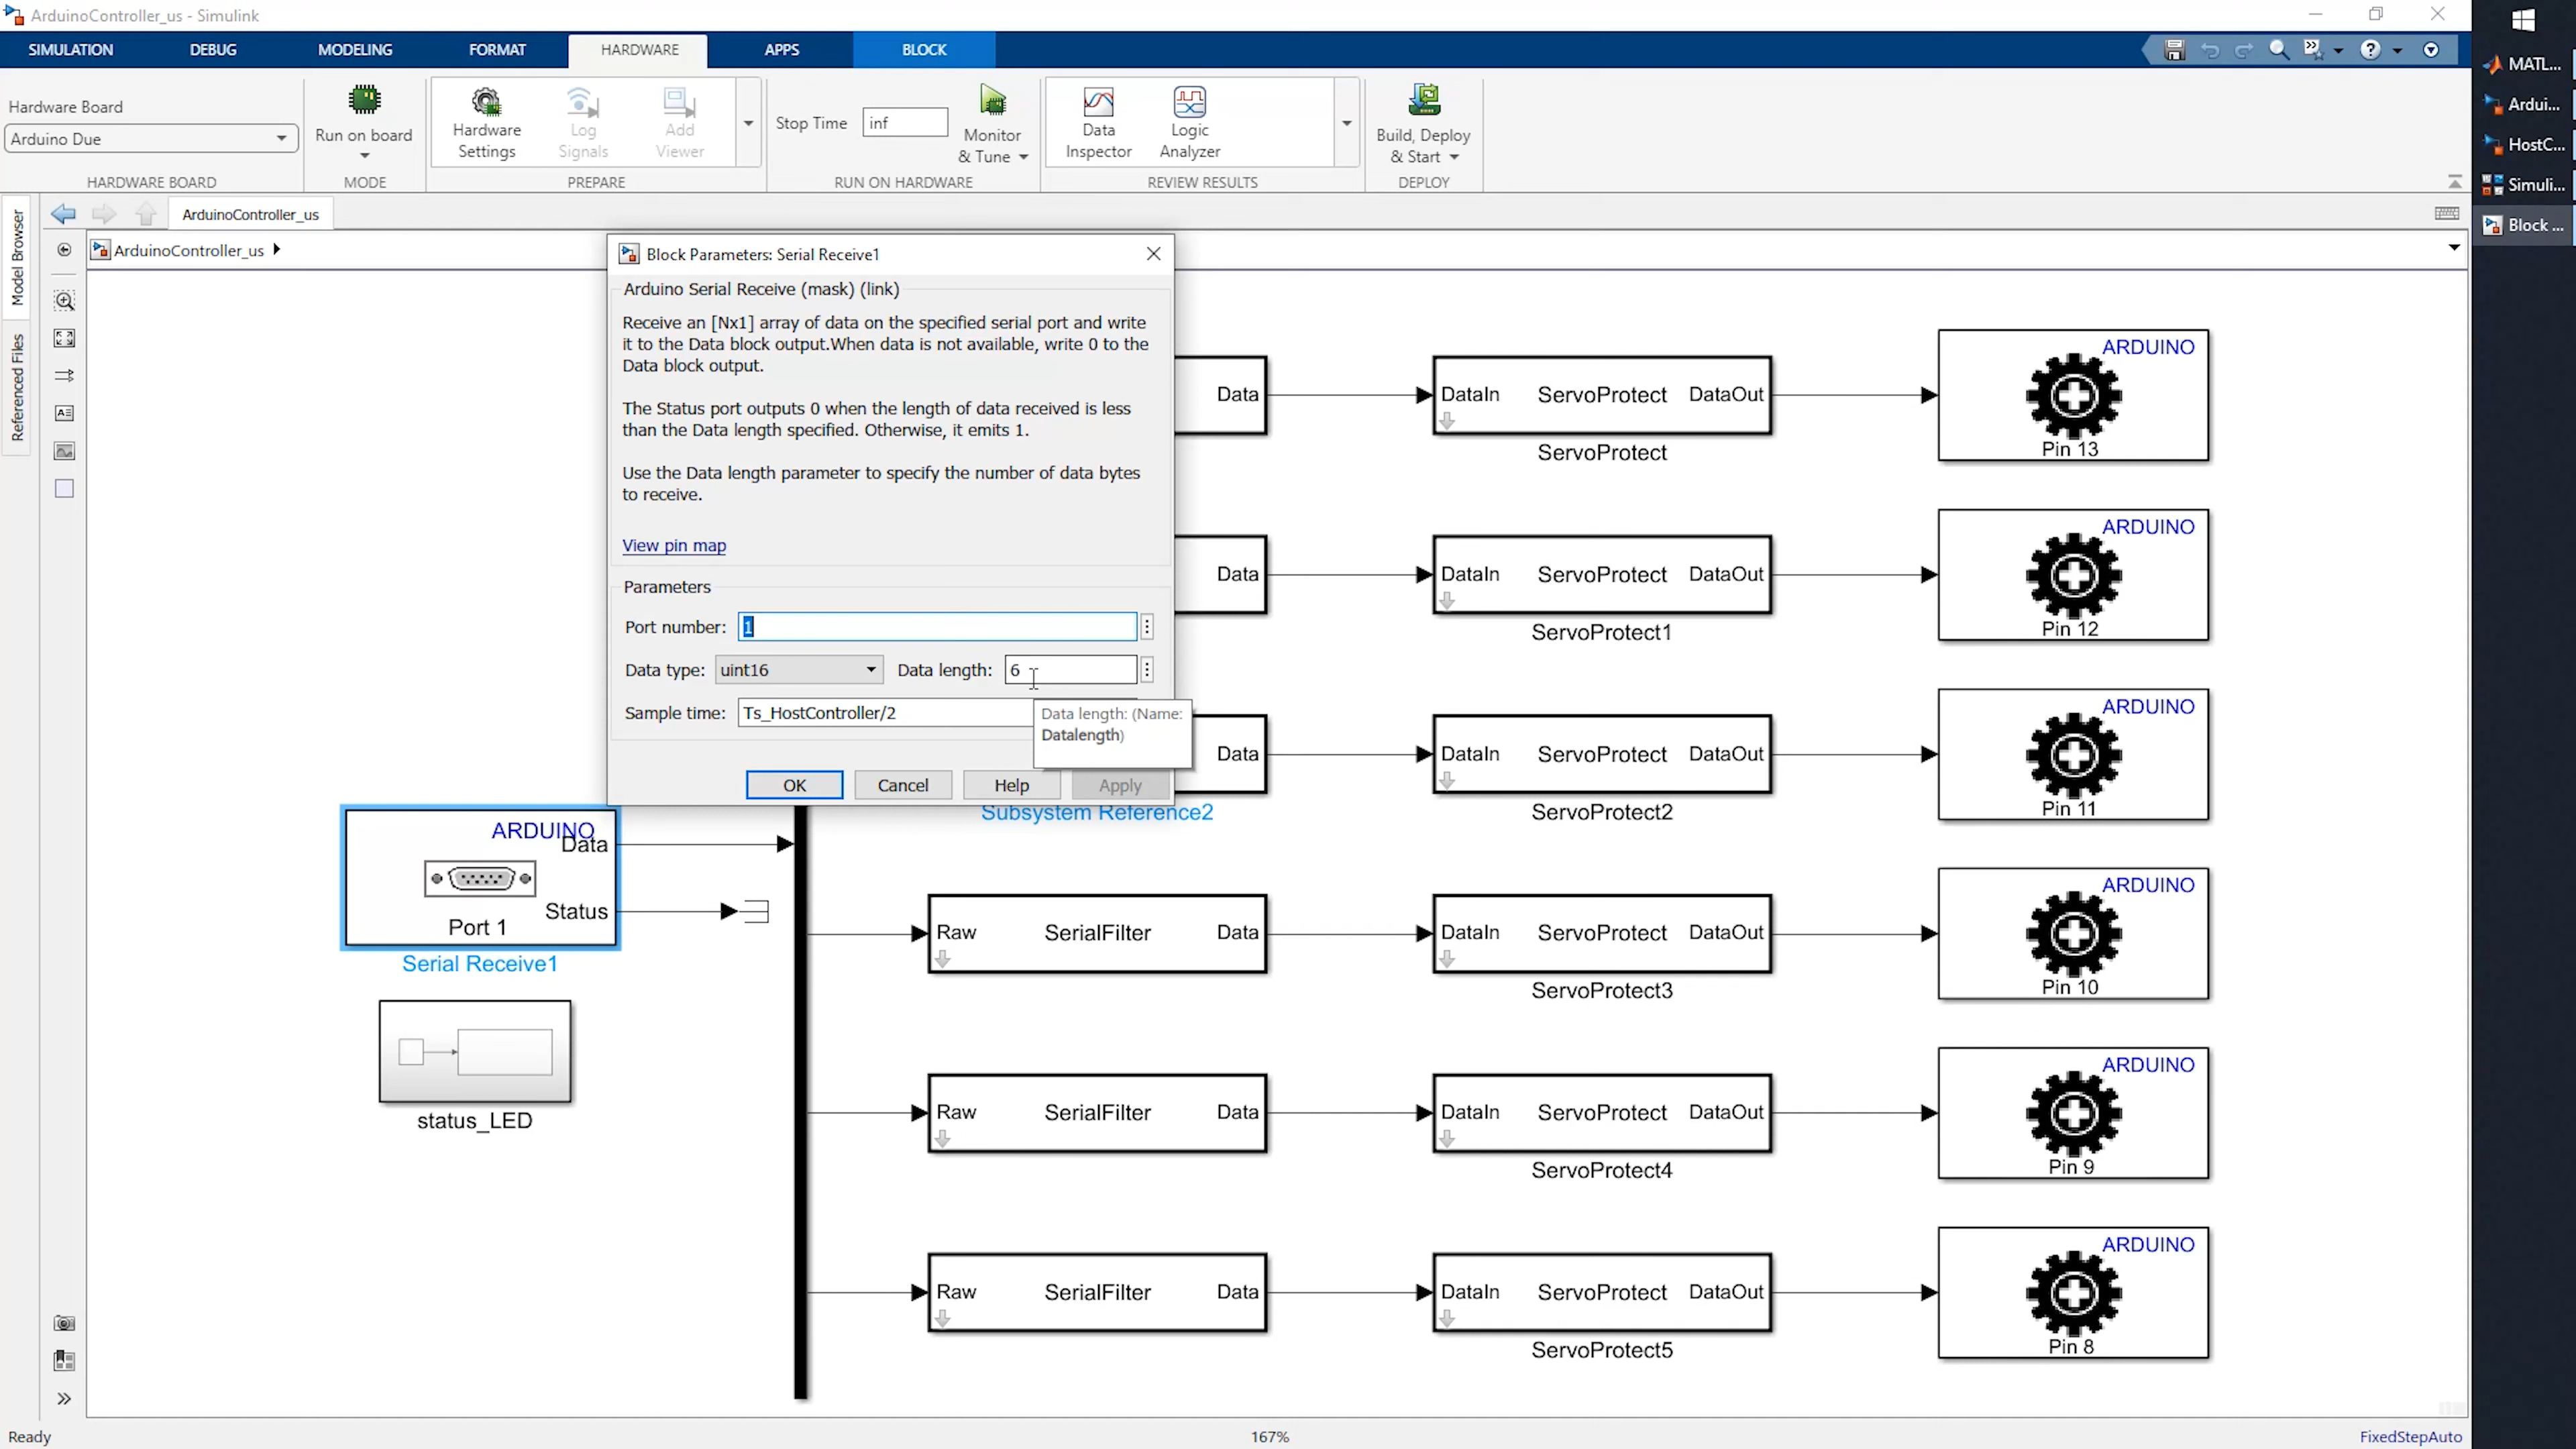 ArduinoController_us - Simulink
SIMULATION
DEBUG
MODELING
FORMAT
HARDWARE
APPS
BLOCK
Hardware Board
Arduino Due
HARDWARE BOARD
Run on board
MODE
Hardware
Settings
Log
Signals
Add
Viewer
PREPARE
Stop Time
inf
Monitor
& Tune
RUN ON HARDWARE
Data
Inspector
Logic
Analyzer
REVIEW RESULTS
Build, Deploy
& Start
DEPLOY
MATL...
Ardui...
HostC...
Simuli...
Block ...
Model Browser
Referenced Files
ArduinoController_us
ArduinoController_us
Block Parameters: Serial Receive1
Arduino Serial Receive (mask) (link)
Receive an [Nx1] array of data on the specified serial port and write
it to the Data block output.When data is not available, write 0 to the
Data block output.
The Status port outputs 0 when the length of data received is less
than the Data length specified. Otherwise, it emits 1.
Use the Data length parameter to specify the number of data bytes
to receive.
View pin map
Parameters
Port number: 1
Data type: uint16 Data length: 6
Sample time: Ts_HostController/2
Data length: (Name:
Datalength)
OK Cancel Help Apply
Data
DataIn ServoProtect DataOut
ServoProtect
ARDUINO
Pin 13
Data
DataIn ServoProtect DataOut
ServoProtect1
ARDUINO
Pin 12
Data
Subsystem Reference2
DataIn ServoProtect DataOut
ServoProtect2
ARDUINO
Pin 11
ARDUINO
Data
Status
Port 1
Serial Receive1
status_LED
Raw SerialFilter Data
DataIn ServoProtect DataOut
ServoProtect3
ARDUINO
Pin 10
Raw SerialFilter Data
DataIn ServoProtect DataOut
ServoProtect4
ARDUINO
Pin 9
Raw SerialFilter Data
DataIn ServoProtect DataOut
ServoProtect5
ARDUINO
Pin 8
Ready
167%
FixedStepAuto